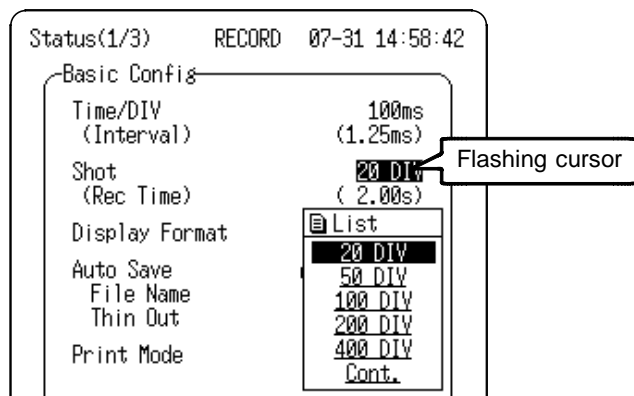 Status(1/3) RECORD 07-31 14:58:42
Basic Config
Time/DIV 100ms
(Interval) (1.25ms)
Shot 20 DIV
Flashing cursor
(Rec Time) ( 2.00s)
Display Format
List
20 DIV
Auto Save
50 DIV
File Name
100 DIV
Thin Out
200 DIV
Print Mode
400 DIV
Cont.